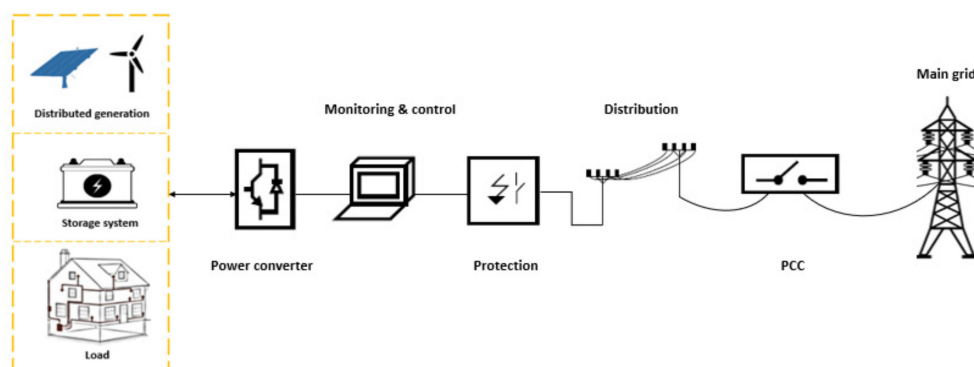 Main grid
Monitoring & control
Distribution
Distributed generation
Storage system
Power converter
Protection
PCC
Load